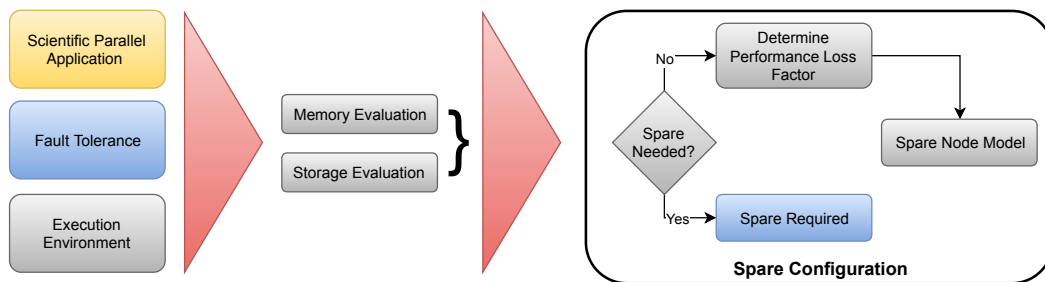 Scientific Parallel
Application
Fault Tolerance
Execution
Environment
Memory Evaluation
Storage Evaluation
}
Spare
Needed?
No
Yes
Determine
Performance Loss
Factor
Spare Node Model
Spare Required
Spare Configuration